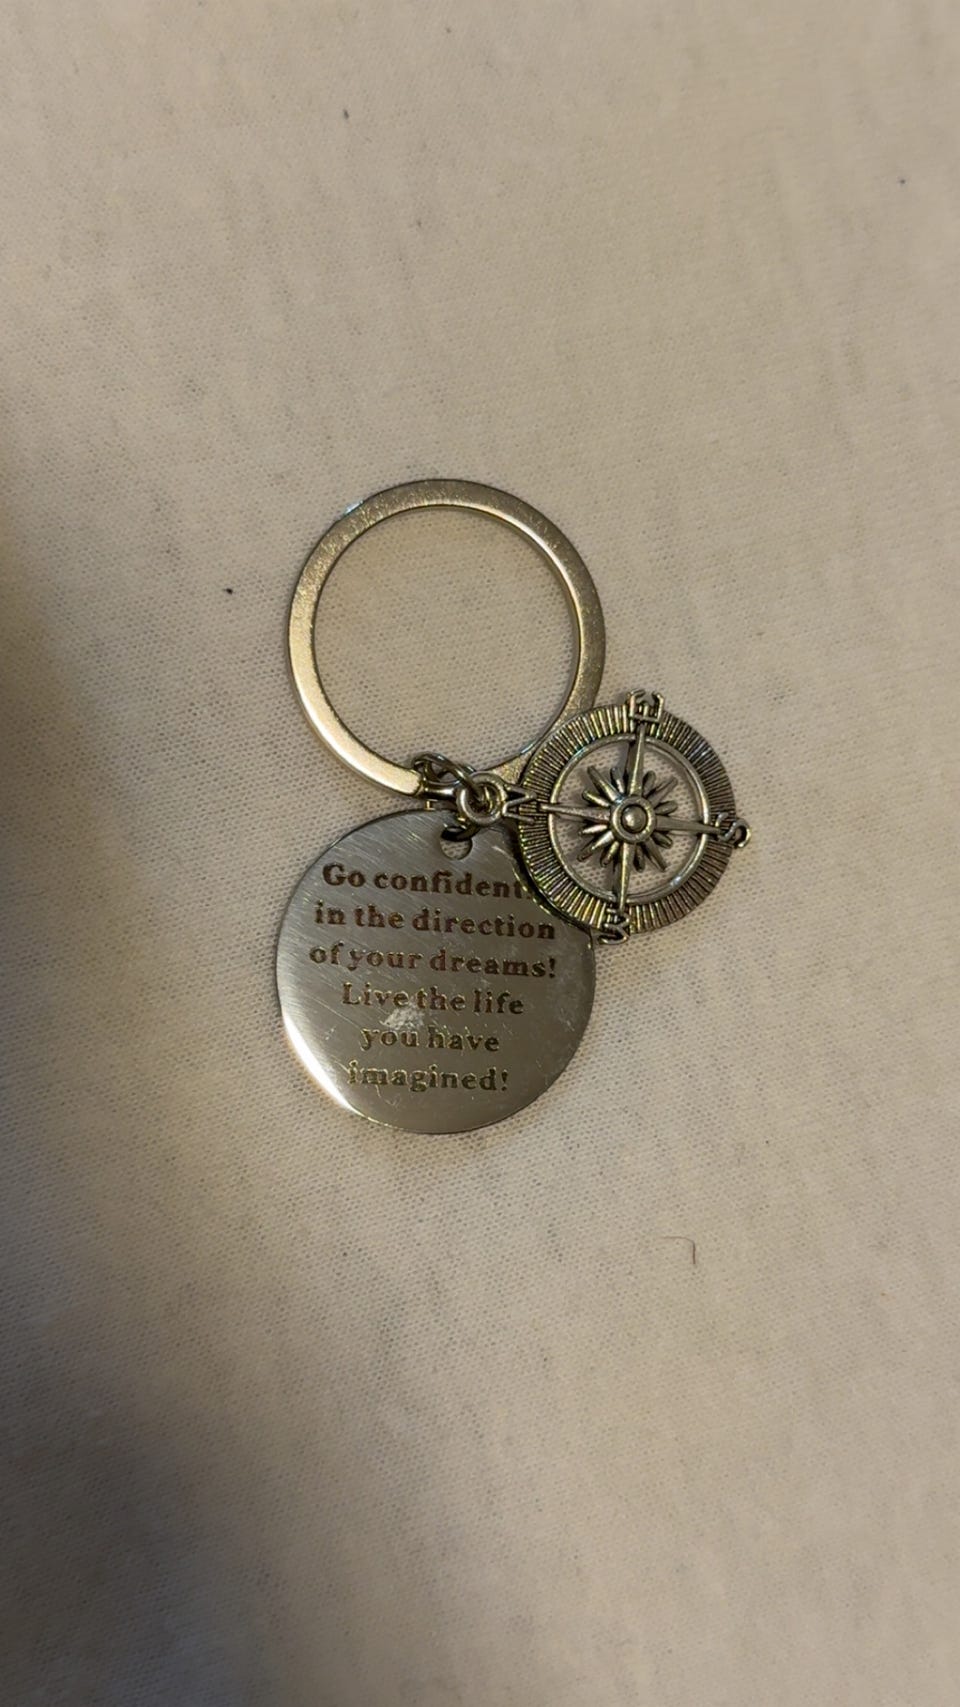 Go confident
in the direction
of your dreams!
Live the life
you have
imagined!
E
S
W
N